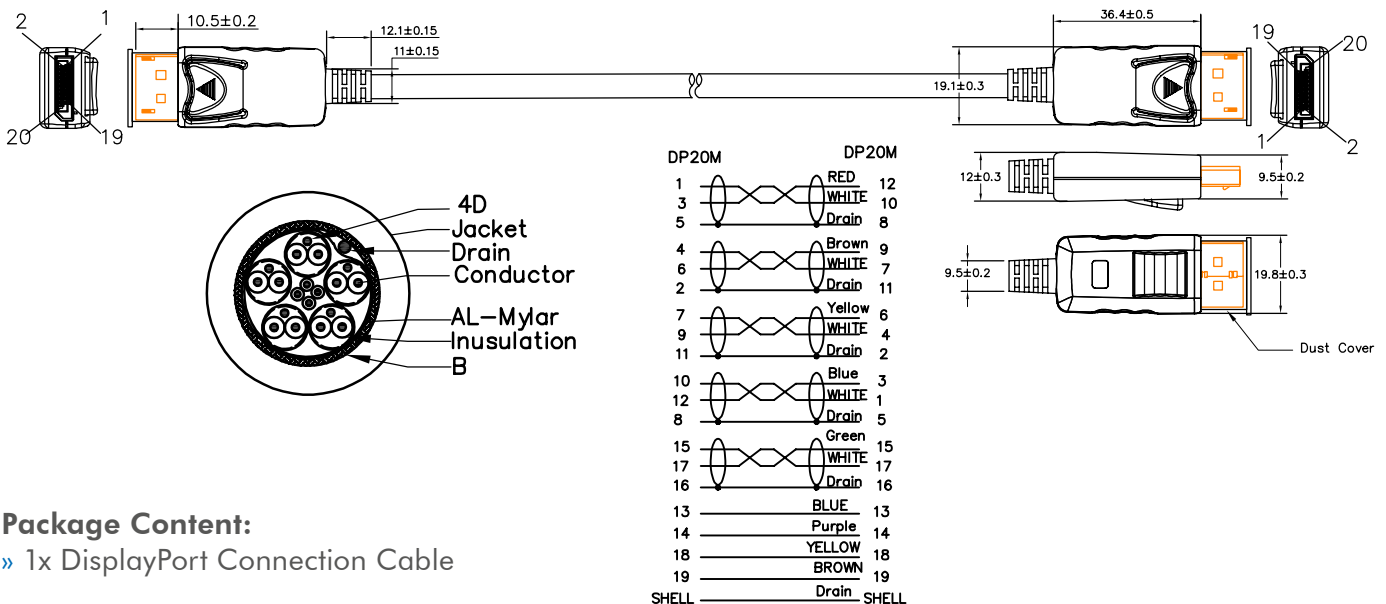 2 1
10.5±0.2
12.1±0.15
11±0.15
20 19
36.4±0.5
19 20
19.1±0.3
1 2
12±0.3
9.5±0.2
9.5±0.2
19.8±0.3
Dust Cover
4D
Jacket
Drain
Conductor
AL-Mylar
Inusulation
B
DP20M DP20M
1 RED 12
3 WHITE 10
5 Drain 8
4 Brown 9
6 WHITE 7
2 Drain 11
7 Yellow 6
9 WHITE 4
11 Drain 2
10 Blue 3
12 WHITE 1
8 Drain 5
15 Green 15
17 WHITE 17
16 Drain 16
13 BLUE 13
14 Purple 14
18 YELLOW 18
19 BROWN 19
SHELL Drain SHELL
Package Content:
» 1x DisplayPort Connection Cable